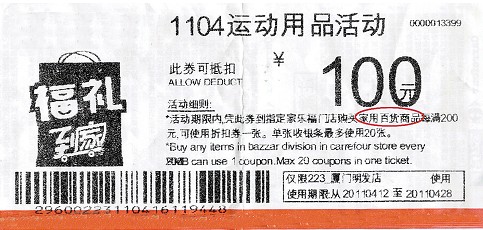 1104运动用品活动
0000013399
福礼
到家
此券可抵扣
ALLOW DEDUCT
¥
100元
活动细则:
*活动期限内,凭此券到指定家乐福门店购买家用百货商品每满200
元,可使用折扣券一张。单张收银条最多使用20张。
*Buy any items in bazzar division in carrefour store every
can use 1 coupon.Max 20 coupons in one ticket.
仅限223_厦门明发店 使用
使用期限从20110412 至 20110428
2960022311041611944​8